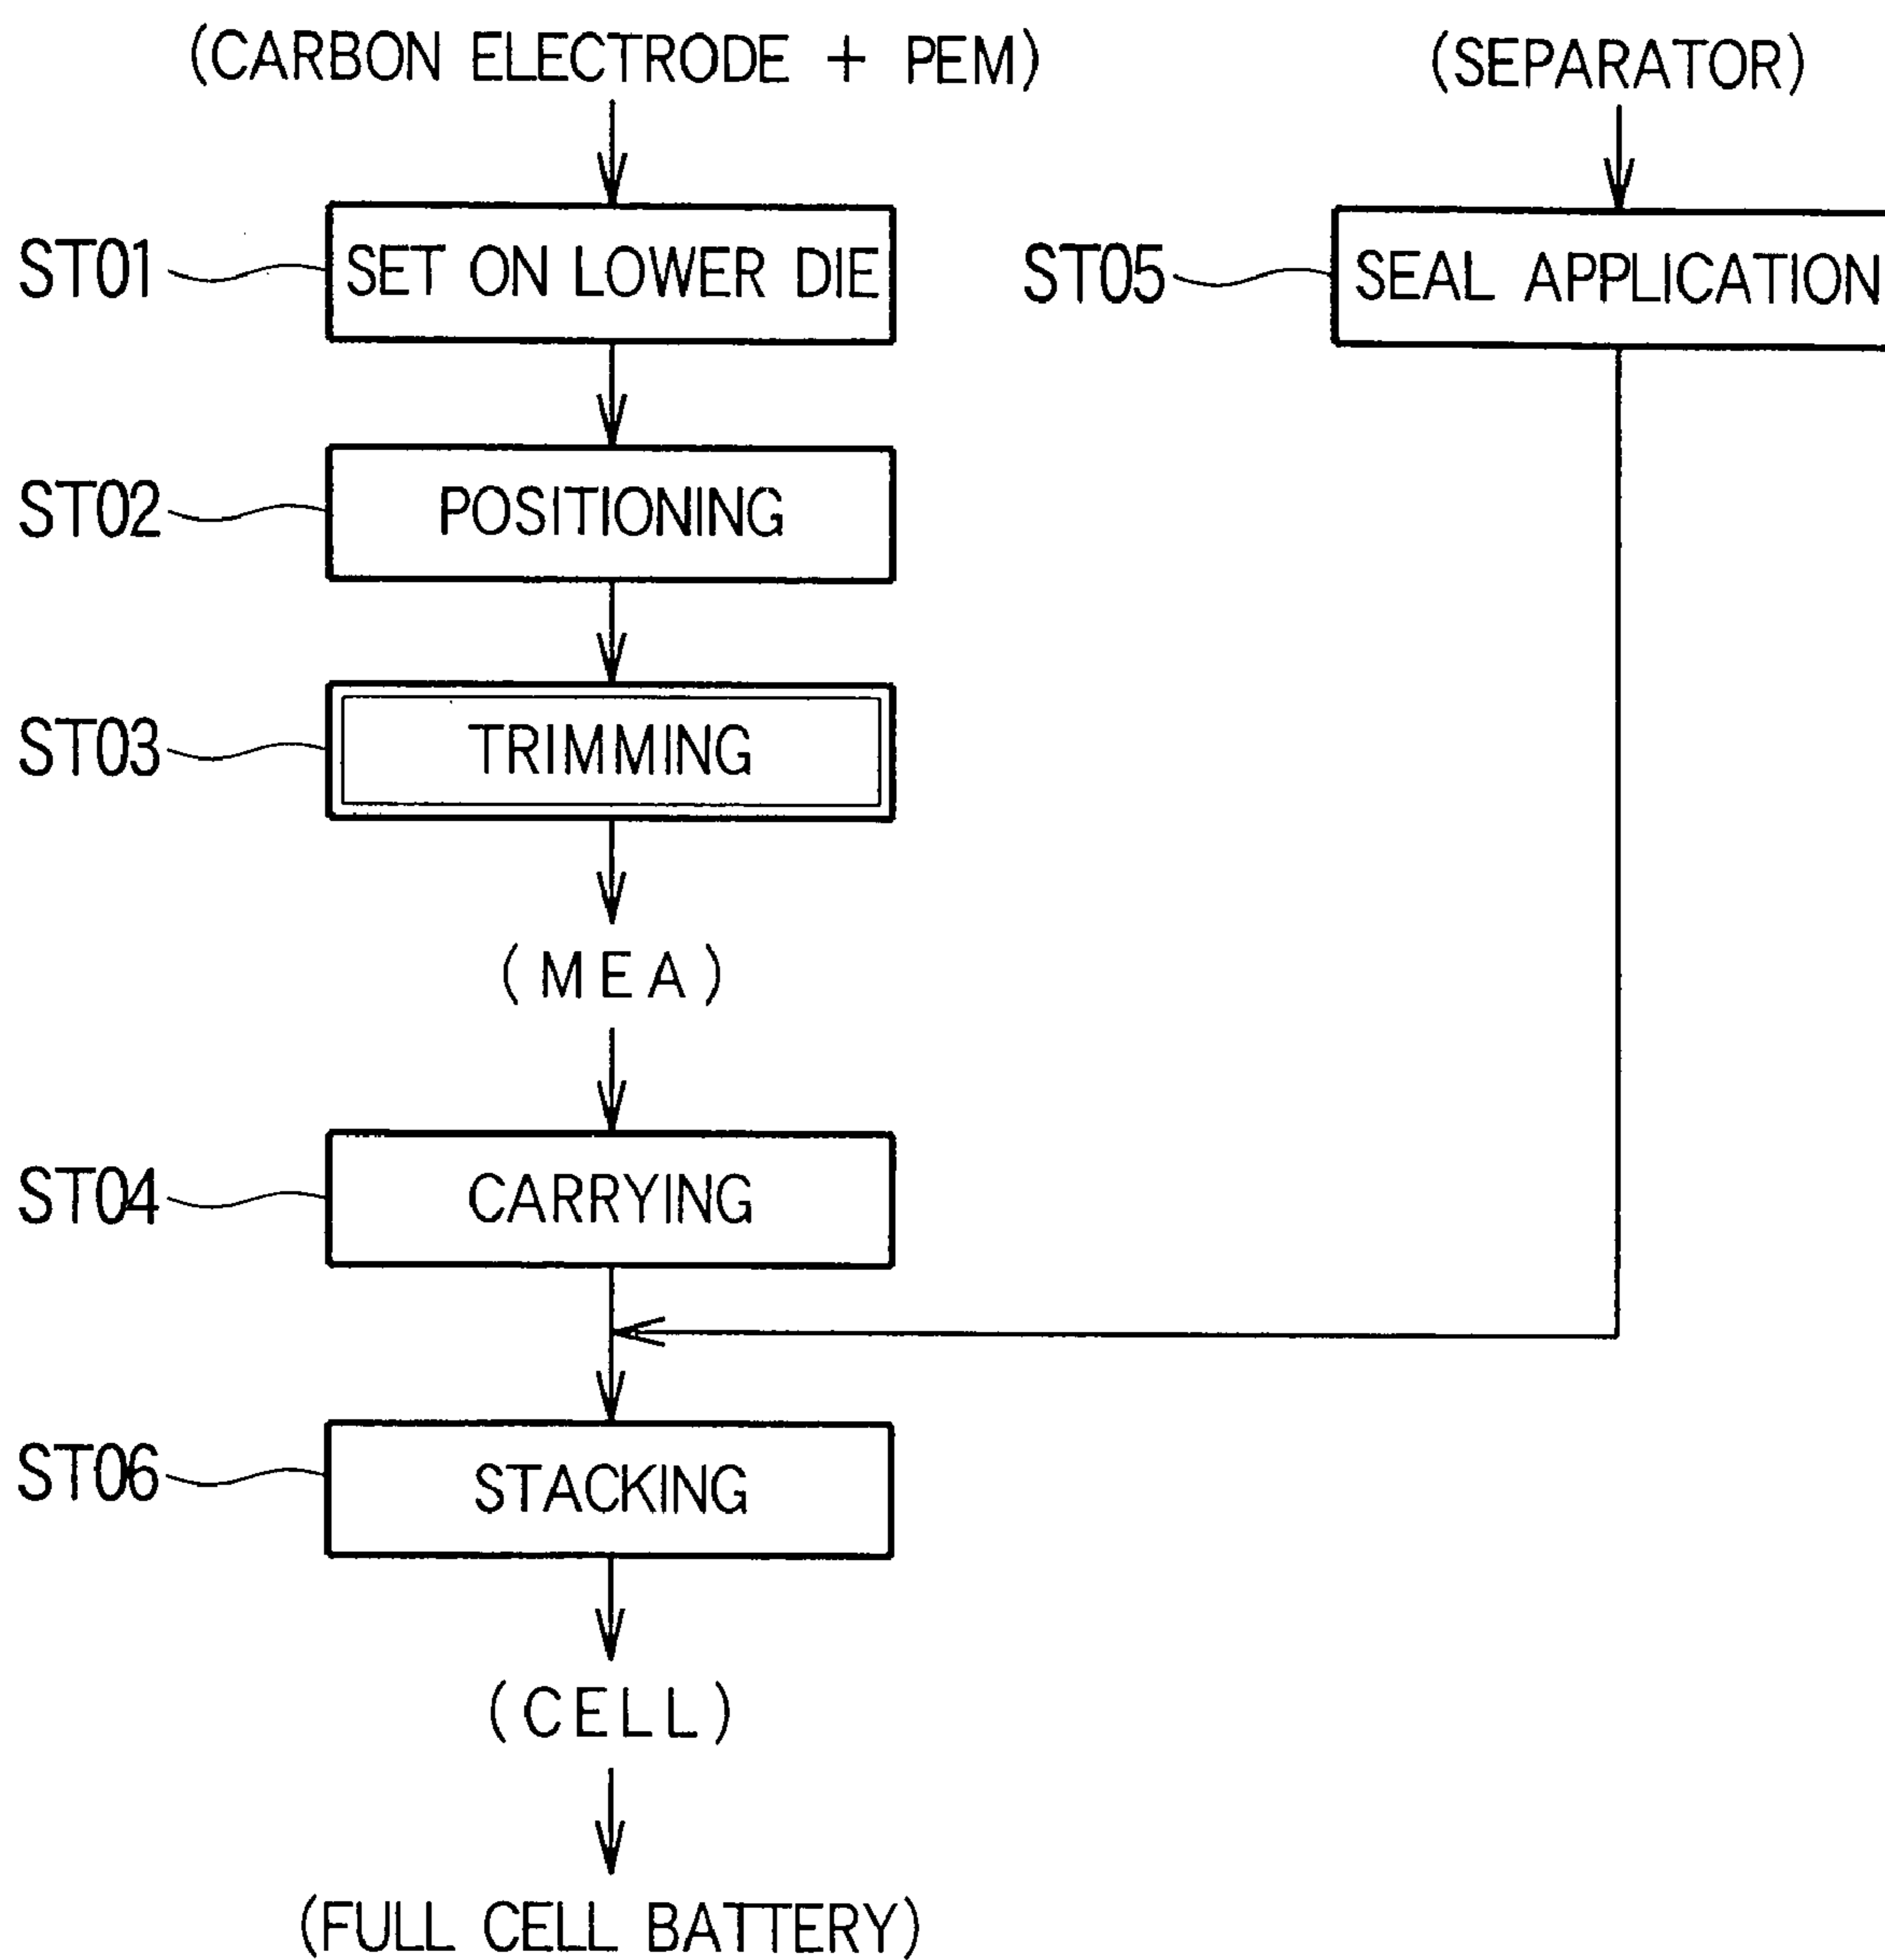 (CARBON ELECTRODE + PEM)
(SEPARATOR)
ST01
SET ON LOWER DIE
ST05
SEAL APPLICATION
ST02
POSITIONING
ST03
TRIMMING
(MEA)
ST04
CARRYING
ST06
STACKING
(CELL)
(FULL CELL BATTERY)